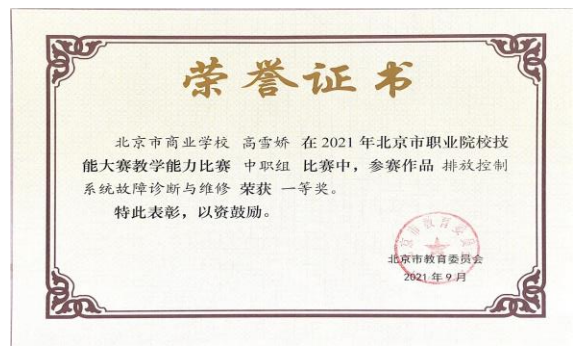 荣誉证书
北京市商业学校 高雪娇 在2021年北京市职业院校技
能大赛教学能力比赛 中职组 比赛中，参赛作品 排放控制
系统故障诊断与维修 荣获 一等奖。
特此表彰，以资鼓励。
北京市教育委员会
2021年9月